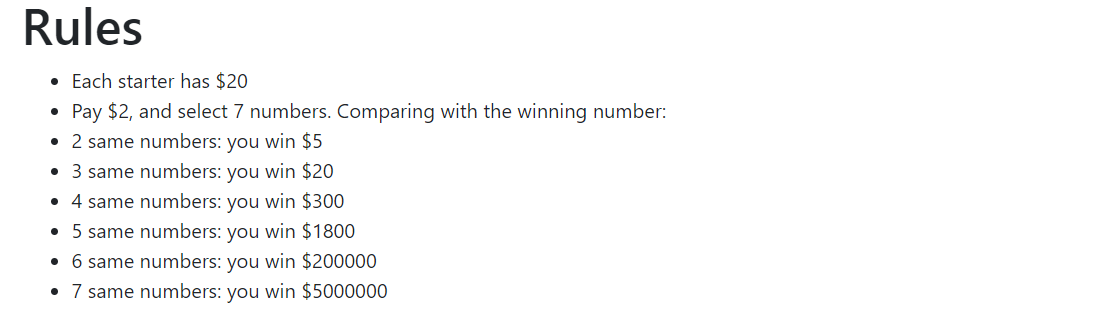 Rules
Each starter has $20
Pay $2, and select 7 numbers. Comparing with the winning number:
2 same numbers: you win $5
3 same numbers: you win $20
4 same numbers: you win $300
5 same numbers: you win $1800
6 same numbers: you win $200000
7 same numbers: you win $5000000